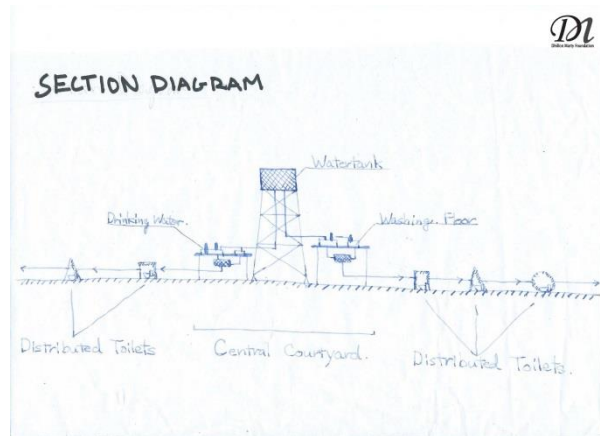 SECTION DIAGRAM
Watertank
Drinking Water.
Washing. Floor
Distributed Toilets
Central Courtyard.
Distributed Toilets.